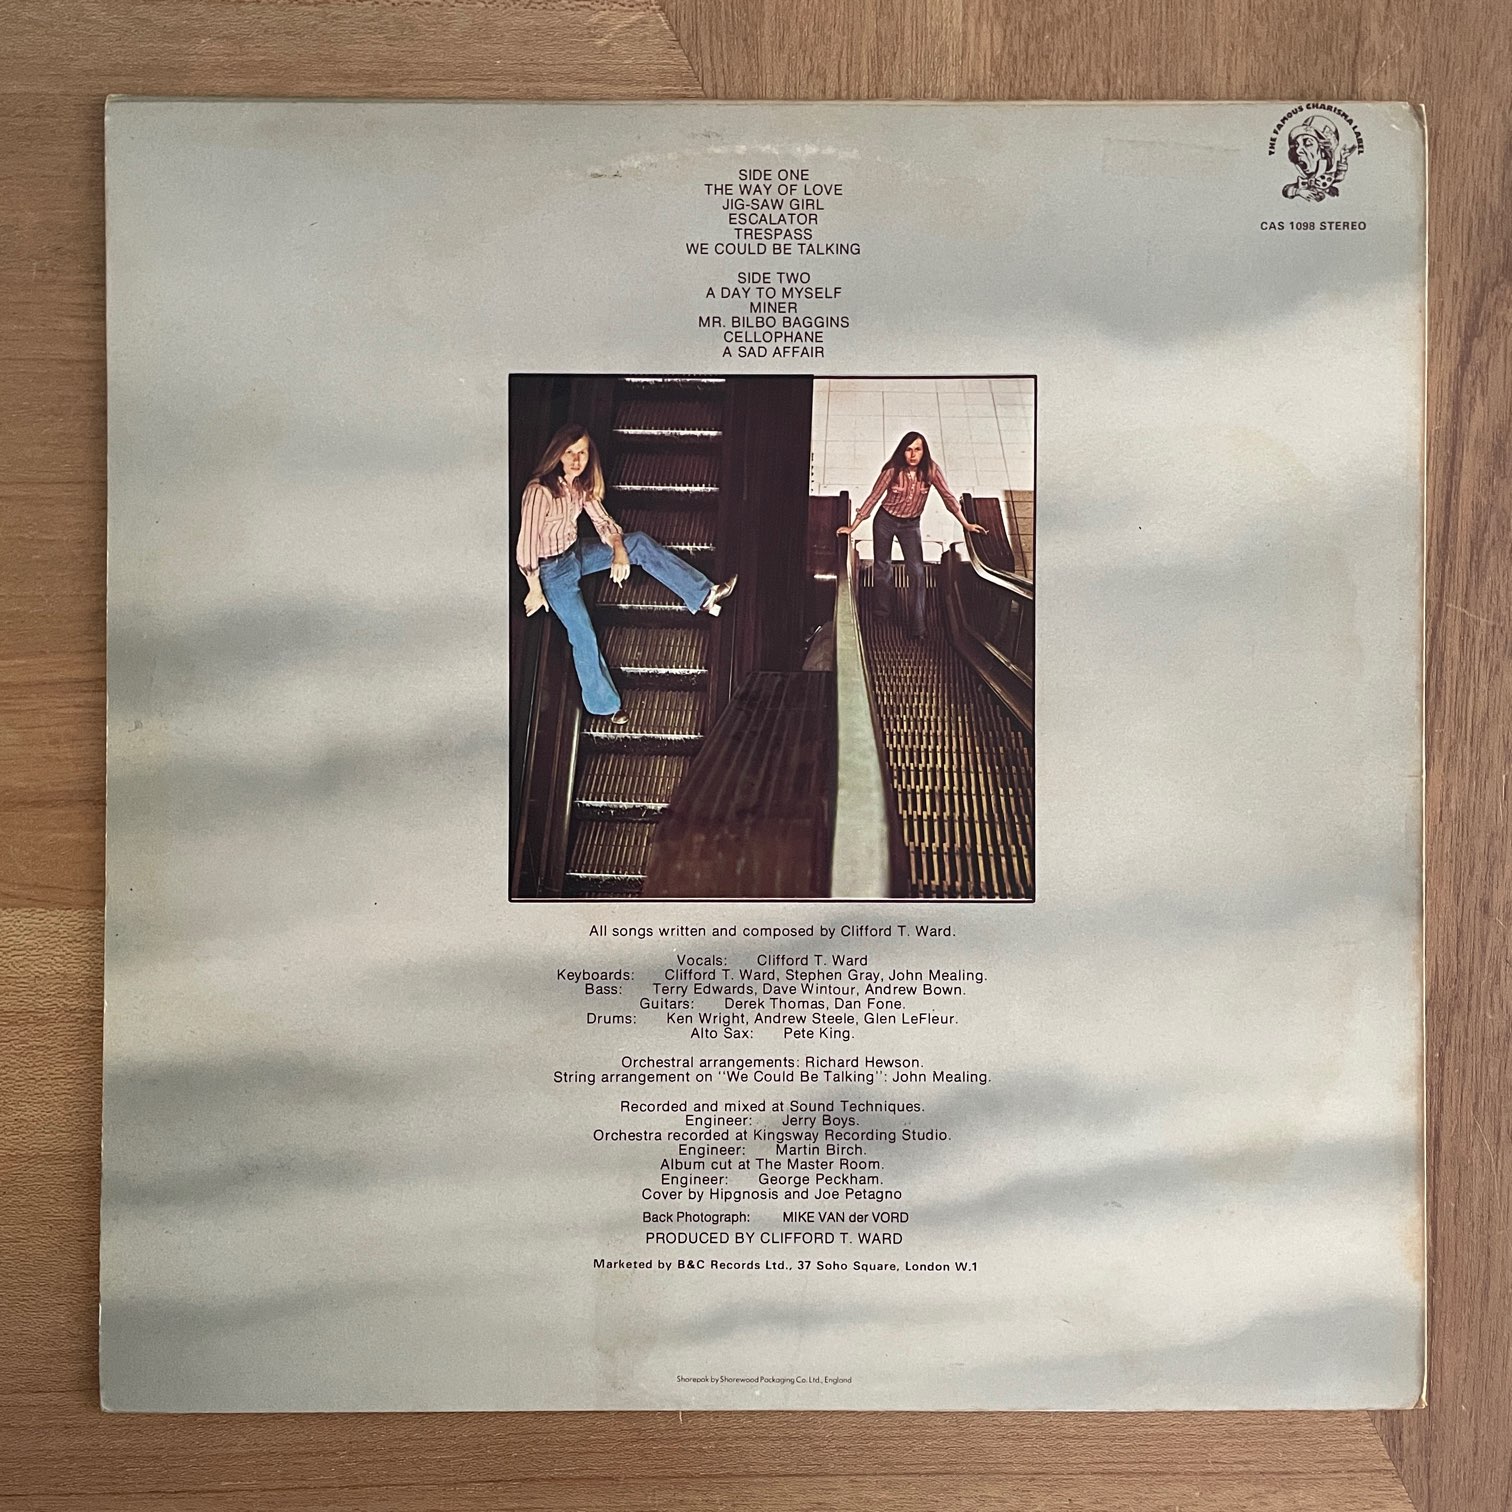 THE FAMOUS CHARISMA LABEL
CAS 1098 STEREO
SIDE ONE
THE WAY OF LOVE
JIG-SAW GIRL
ESCALATOR
TRESPASS
WE COULD BE TALKING
SIDE TWO
A DAY TO MYSELF
MINER
MR. BILBO BAGGINS
CELLOPHANE
A SAD AFFAIR
All songs written and composed by Clifford T. Ward.
Vocals: Clifford T. Ward
Keyboards: Clifford T. Ward, Stephen Gray, John Mealing.
Bass: Terry Edwards, Dave Wintour, Andrew Bown.
Guitars: Derek Thomas, Dan Fone.
Drums: Ken Wright, Andrew Steele, Glen LeFleur.
Alto Sax: Pete King.
Orchestral arrangements: Richard Hewson.
String arrangement on "We Could Be Talking": John Mealing.
Recorded and mixed at Sound Techniques.
Engineer: Jerry Boys.
Orchestra recorded at Kingsway Recording Studio.
Engineer: Martin Birch.
Album cut at The Master Room.
Engineer: George Peckham.
Cover by Hipgnosis and Joe Petagno
Back Photograph: MIKE VAN der VORD
PRODUCED BY CLIFFORD T. WARD
Marketed by B&C Records Ltd., 37 Soho Square, London W.1
Shorepak by Shorewood Packaging Co. Ltd., England